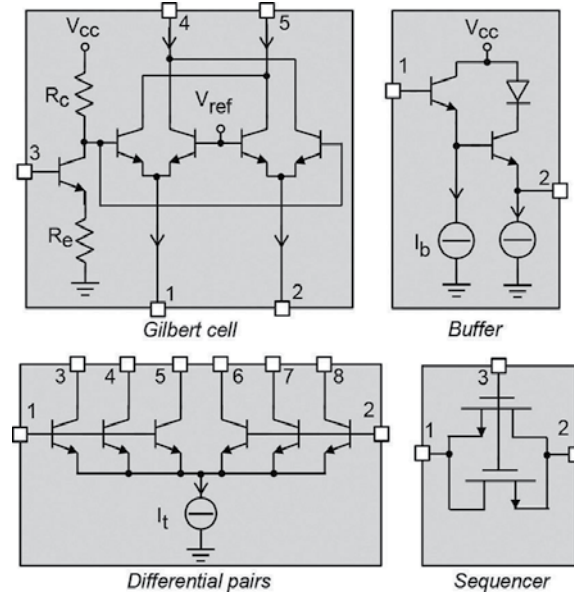 4 5
Vcc
Rc
Vref
3
Re
1 2
Gilbert cell
Vcc
1
2
Ib
Buffer
3 4 5 6 7 8
1 2
It
Differential pairs
3
1 2
Sequencer